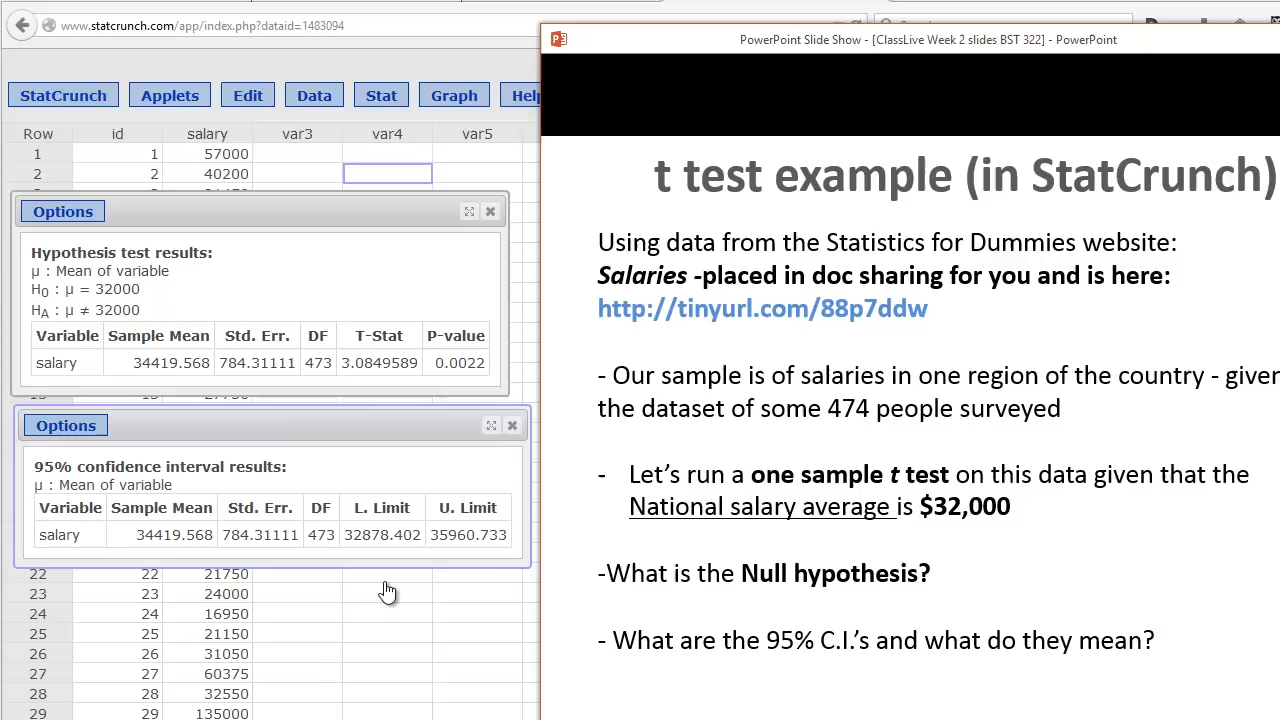 www.statcrunch.com/app/index.php?dataid=1483094
PowerPoint Slide Show - [ClassLive Week 2 slides BST 322] - PowerPoint
StatCrunch Applets Edit Data Stat Graph Help
Row id salary var3 var4 var5
1 1 57000
2 2 40200
Options
Hypothesis test results:
μ : Mean of variable
H0 : μ = 32000
HA : μ ≠ 32000
Variable Sample Mean Std. Err. DF T-Stat P-value
salary 34419.568 784.31111 473 3.0849589 0.0022
Options
95% confidence interval results:
μ : Mean of variable
Variable Sample Mean Std. Err. DF L. Limit U. Limit
salary 34419.568 784.31111 473 32878.402 35960.733
22 22 21750
23 23 24000
24 24 16950
25 25 21150
26 26 31050
27 27 60375
28 28 32550
29 29 135000
t test example (in StatCrunch)
Using data from the Statistics for Dummies website:
Salaries -placed in doc sharing for you and is here:
http://tinyurl.com/88p7ddw
- Our sample is of salaries in one region of the country - given
the dataset of some 474 people surveyed
- Let's run a one sample t test on this data given that the
National salary average is $32,000
-What is the Null hypothesis?
- What are the 95% C.I.'s and what do they mean?